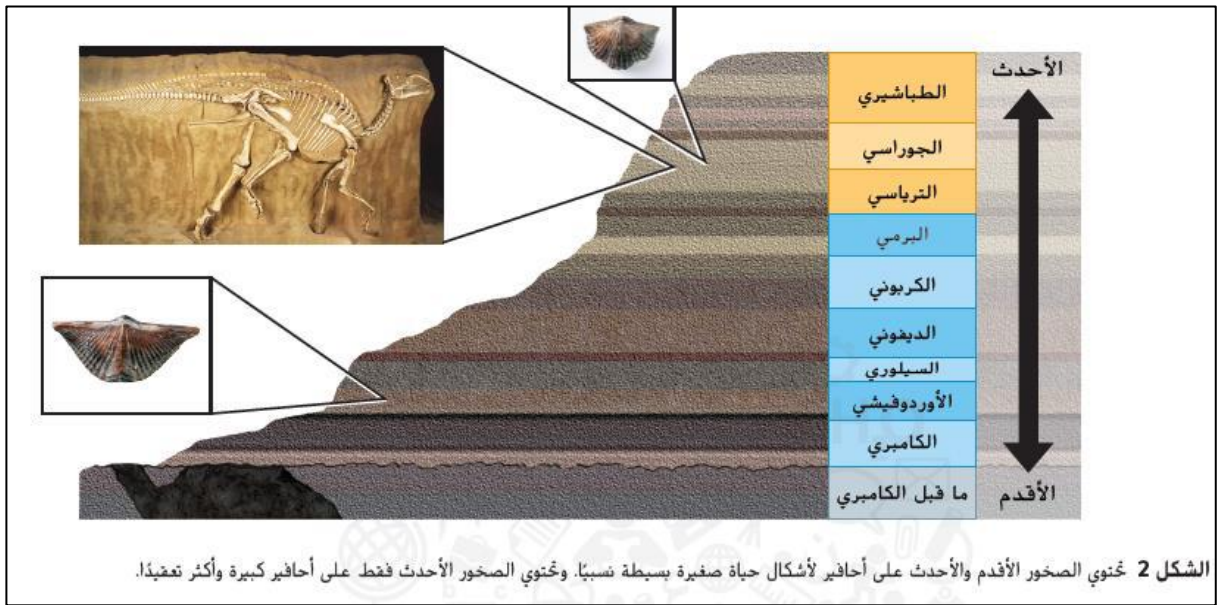 الأحدث
الطباشيري
الجوراسي
الترياسي
البرمي
الكربوني
الديفوني
السيلوري
الأوردوفيشي
الكامبري
ما قبل الكامبري
الأقدم
الشكل 2 تحتوي الصخور الأقدم والأحدث على أحافير لأشكال حياة صغيرة بسيطة نسبيًا. وتحتوي الصخور الأحدث فقط على أحافير كبيرة وأكثر تعقيدًا.